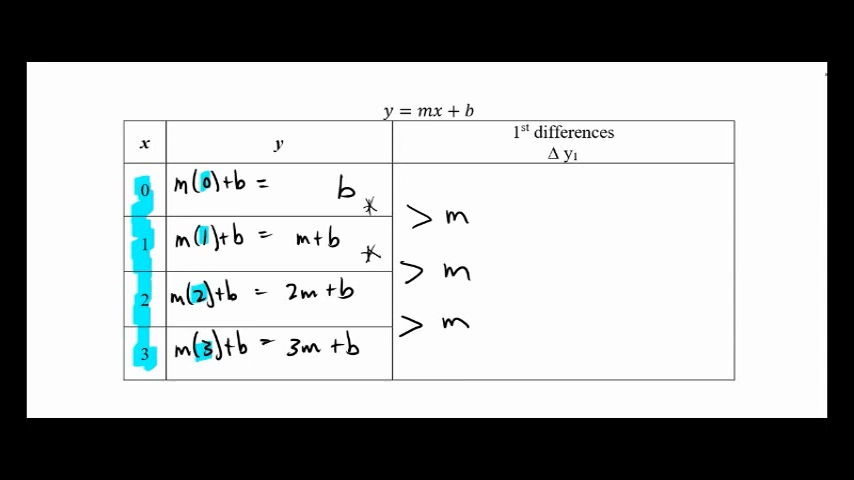 y = mx + b
x y 1st differences
Δ y₁
0 m(0)+b = b *
> m
1 m(1)+b = m+b *
> m
2 m(2)+b = 2m+b
> m
3 m(3)+b = 3m+b